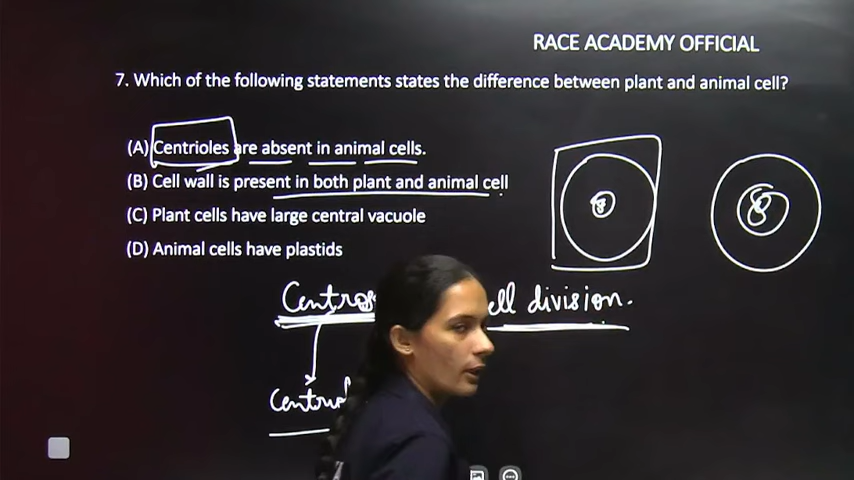 RACE ACADEMY OFFICIAL
7. Which of the following statements states the difference between plant and animal cell?
(A) Centrioles are absent in animal cells.
(B) Cell wall is present in both plant and animal cell
(C) Plant cells have large central vacuole
(D) Animal cells have plastids
division.